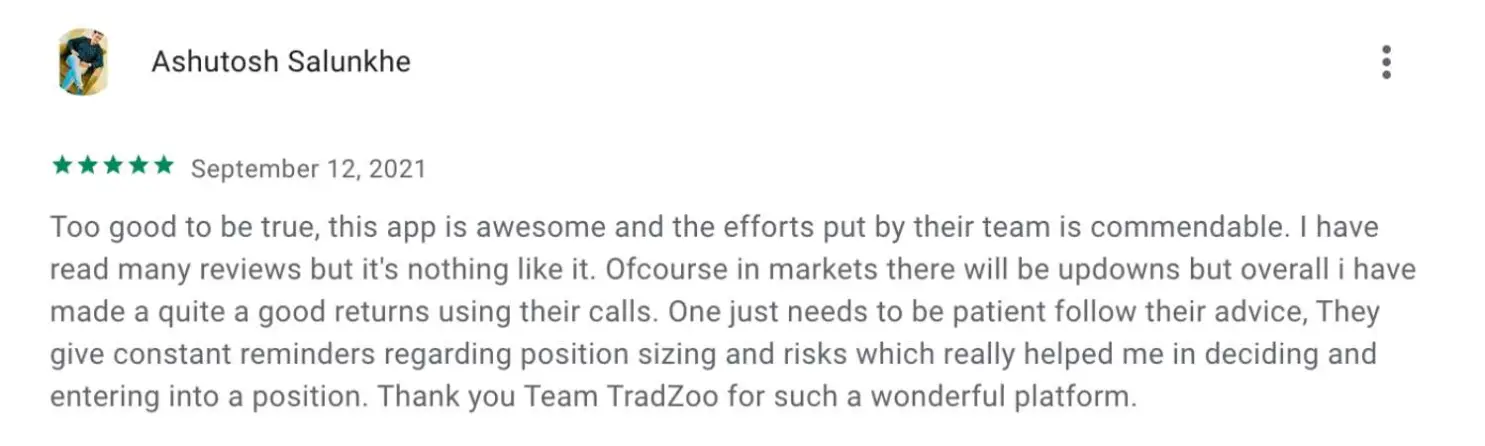 Ashutosh Salunkhe
September 12, 2021
Too good to be true, this app is awesome and the efforts put by their team is commendable. I have
read many reviews but it's nothing like it. Ofcourse in markets there will be updowns but overall i have
made a quite a good returns using their calls. One just needs to be patient follow their advice, They
give constant reminders regarding position sizing and risks which really helped me in deciding and
entering into a position. Thank you Team TradZoo for such a wonderful platform.